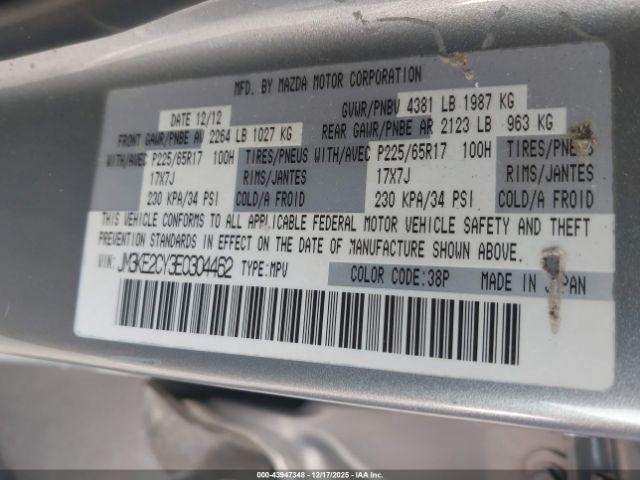 MFD. BY MAZDA MOTOR CORPORATION
DATE 12/12 GVWR/PNBV 4381 LB 1987 KG
FRONT GAWR/PNBE AV 2264 LB 1027 KG REAR GAWR/PNBE AR 2123 LB 963 KG
WITH/AVEC P225/65R17 100H TIRES/PNEUS WITH/AVEC P225/65R17 100H TIRES/PNEUS
17X7J RIMS/JANTES 17X7J RIMS/JANTES
230 KPA/34 PSI COLD/A FROID 230 KPA/34 PSI COLD/A FROID
THIS VEHICLE CONFORMS TO ALL APPLICABLE FEDERAL MOTOR VEHICLE SAFETY AND THEFT
PREVENTION STANDARDS IN EFFECT ON THE DATE OF MANUFACTURE SHOWN ABOVE.
VIN: JM3KE2CY3E0304462 TYPE:MPV COLOR CODE:38P MADE IN JAPAN
000-43947348 - 12/17/2025 - IAAI.com